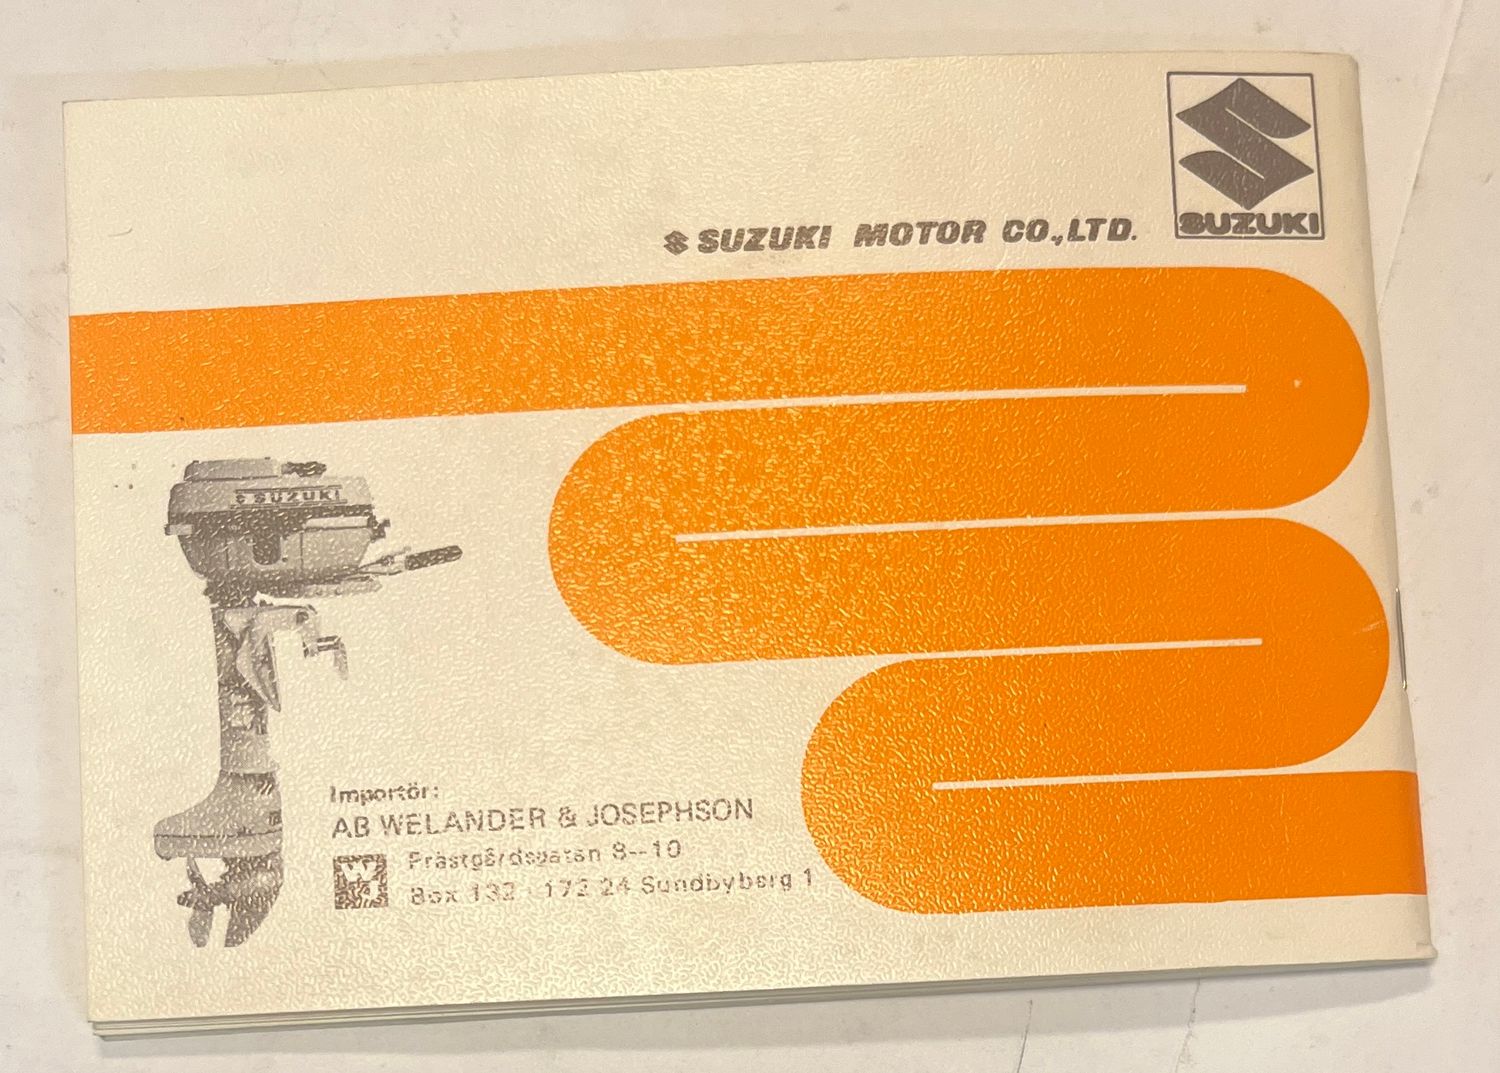 SUZUKI
SUZUKI MOTOR CO.,LTD.
SUZUKI
Importör:
AB WELANDER & JOSEPHSON
Prästgårdsgatan 8--10
Box 132 - 172 24 Sundbyberg 1